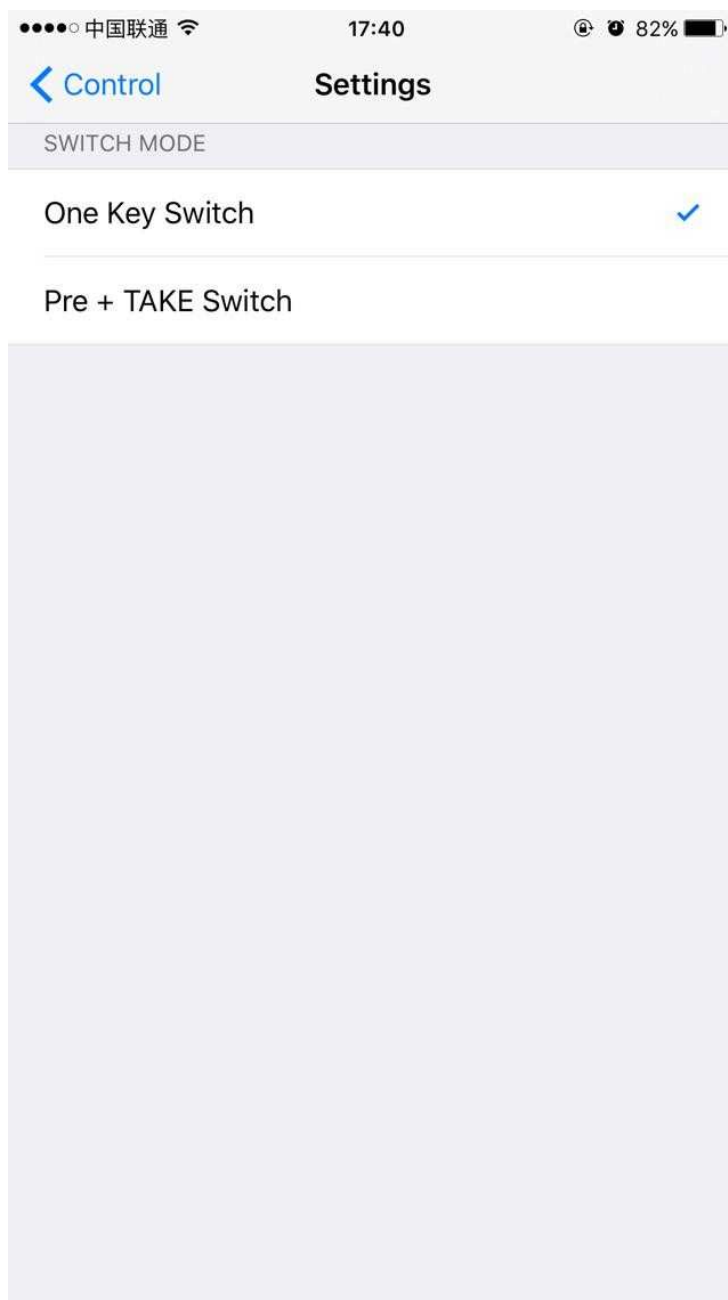 中国联通 17:40 82%
Control Settings
SWITCH MODE
One Key Switch
Pre + TAKE Switch